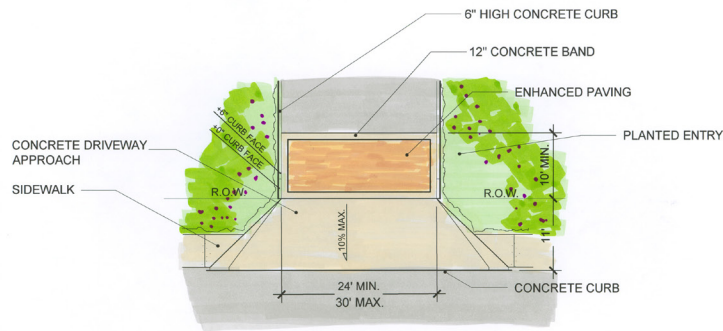 6" HIGH CONCRETE CURB
12" CONCRETE BAND
ENHANCED PAVING
PLANTED ENTRY
+6" CURB FACE
+0" CURB FACE
CONCRETE DRIVEWAY
APPROACH
SIDEWALK
R.O.W.
R.O.W.
10' MIN.
11'
10% MAX.
24' MIN.
30' MAX.
CONCRETE CURB